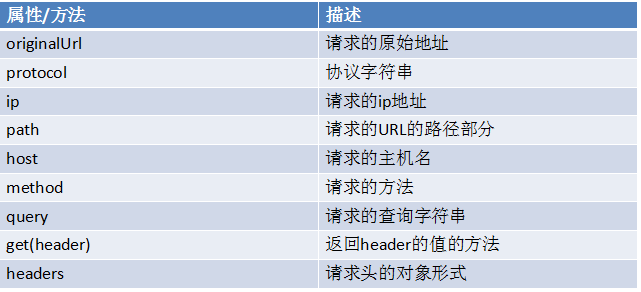 属性/方法 描述
originalUrl 请求的原始地址
protocol 协议字符串
ip 请求的ip地址
path 请求的URL的路径部分
host 请求的主机名
method 请求的方法
query 请求的查询字符串
get(header) 返回header的值的方法
headers 请求头的对象形式